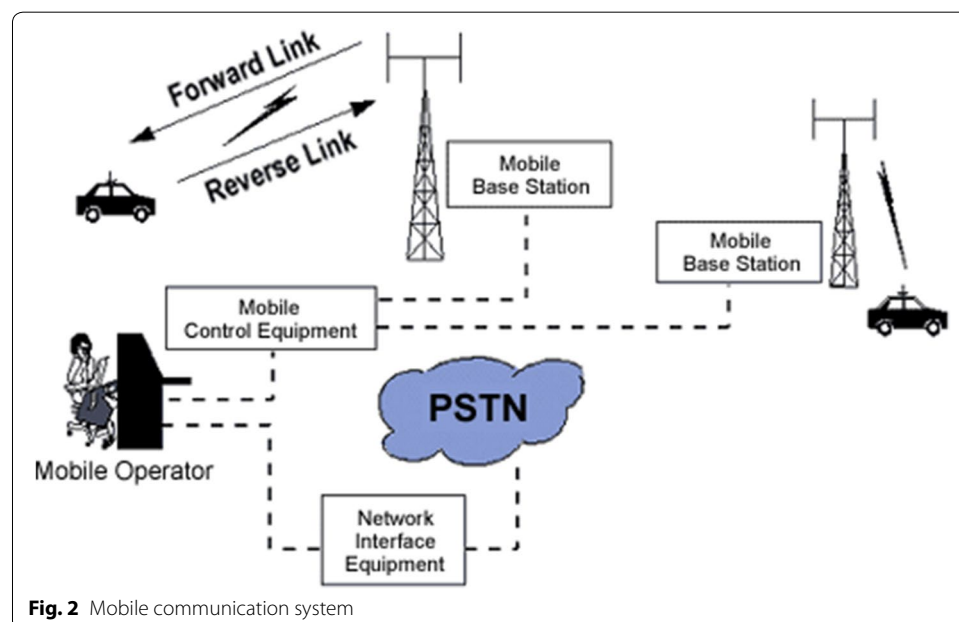 Forward Link
Reverse Link
Mobile
Base Station
Mobile
Base Station
Mobile
Control Equipment
PSTN
Mobile Operator
Network
Interface
Equipment
Fig. 2 Mobile communication system